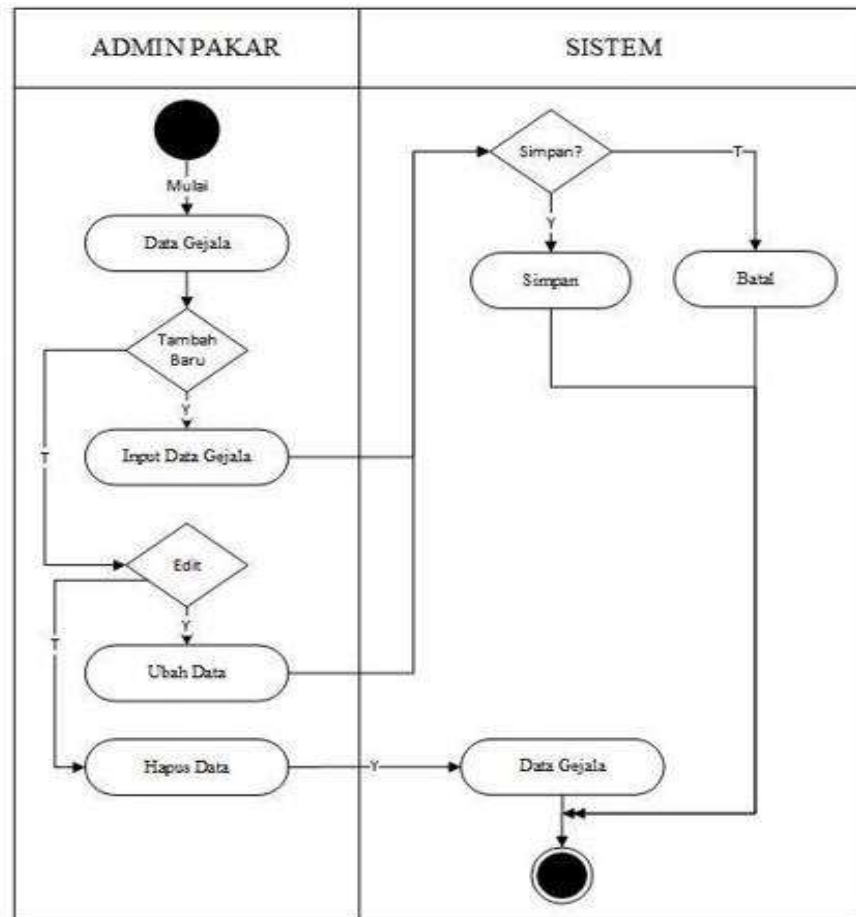 ADMIN PAKAR
SISTEM
Mulai
Data Gejala
Tambah
Baru
Y
Input Data Gejala
T
Edit
Y
T
Ubah Data
Hapus Data
Y
Simpan?
T
Y
Simpan
Batal
Data Gejala